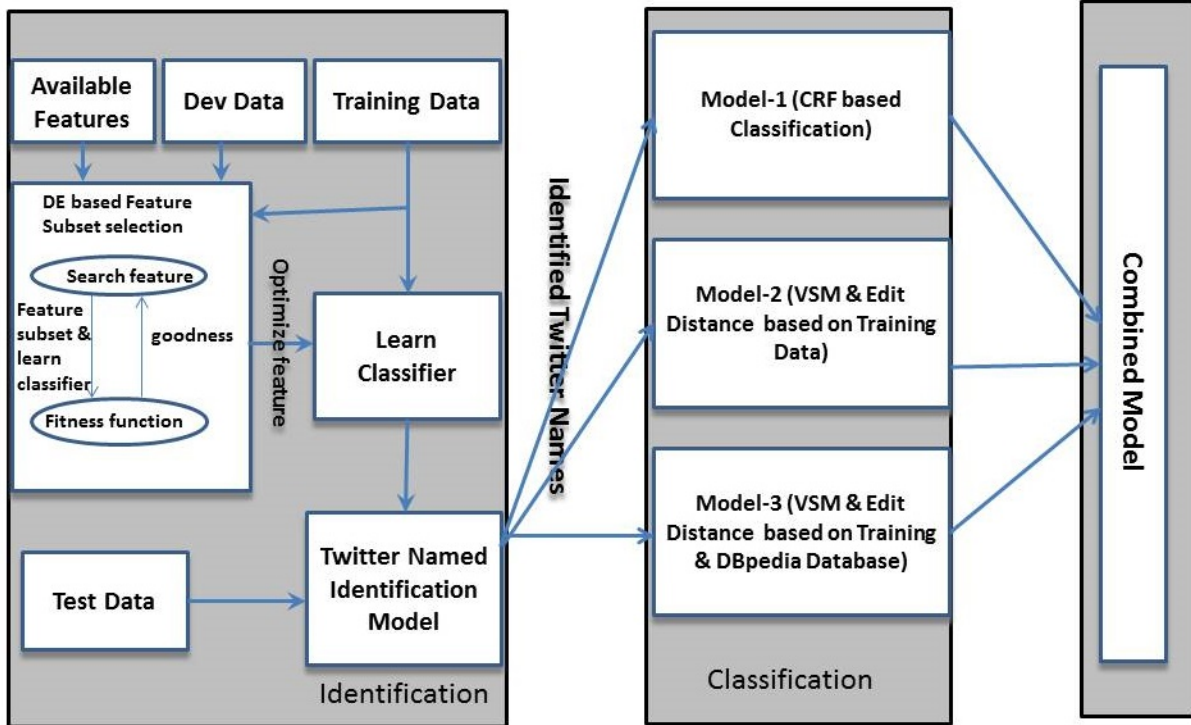 Available
Features
Dev Data
Training Data
DE based Feature
Subset selection
Search feature
Feature
subset &
learn
classifier
goodness
Fitness function
Optimize feature
Learn
Classifier
Test Data
Twitter Named
Identification
Model
Identification
Identified Twitter Names
Model-1 (CRF based
Classification)
Model-2 (VSM & Edit
Distance based on Training
Data)
Model-3 (VSM & Edit
Distance based on Training
& DBpedia Database)
Classification
Combined Model